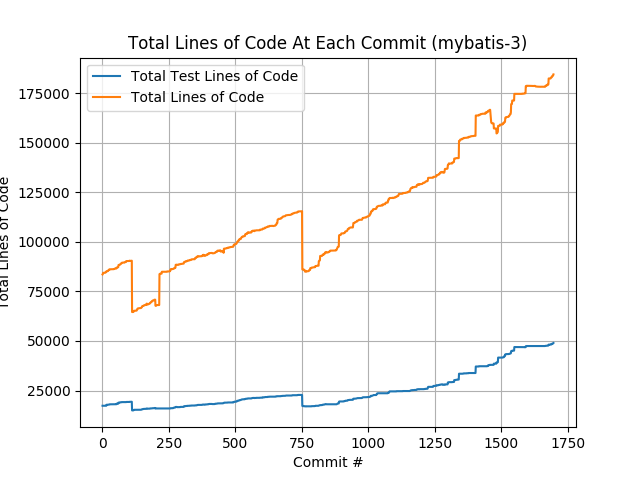 Total Lines of Code At Each Commit (mybatis-3)
Total Test Lines of Code
Total Lines of Code
175000
150000
125000
100000
75000
50000
25000
Total Lines of Code
0 250 500 750 1000 1250 1500 1750
Commit #